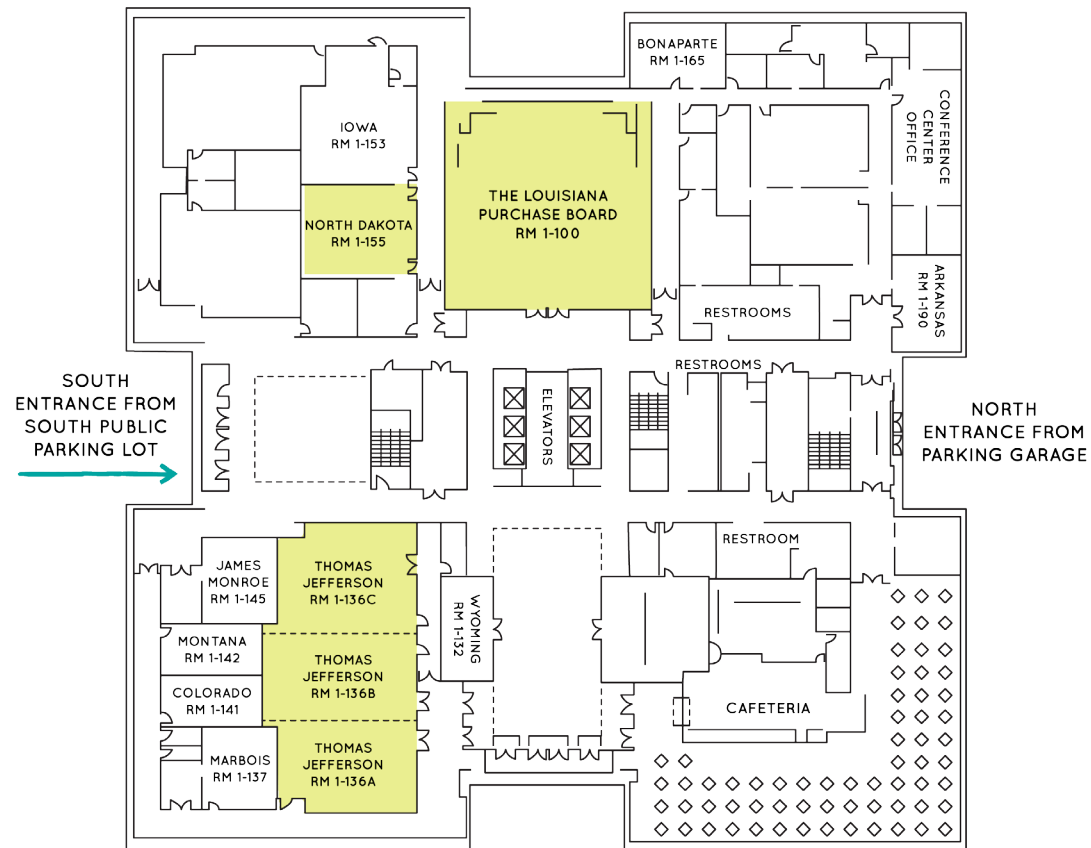 BONAPARTE
RM 1-165
IOWA
RM 1-153
CONFERENCE
CENTER
OFFICE
THE LOUISIANA
PURCHASE BOARD
RM 1-100
NORTH DAKOTA
RM 1-155
ARKANSAS
RM 1-190
RESTROOMS
RESTROOMS
SOUTH
ENTRANCE FROM
SOUTH PUBLIC
PARKING LOT
ELEVATORS
NORTH
ENTRANCE FROM
PARKING GARAGE
RESTROOM
JAMES
MONROE
RM 1-145
THOMAS
JEFFERSON
RM 1-136C
WYOMING
RM 1-132
MONTANA
RM 1-142
THOMAS
JEFFERSON
RM 1-136B
COLORADO
RM 1-141
CAFETERIA
MARBOIS
RM 1-137
THOMAS
JEFFERSON
RM 1-136A